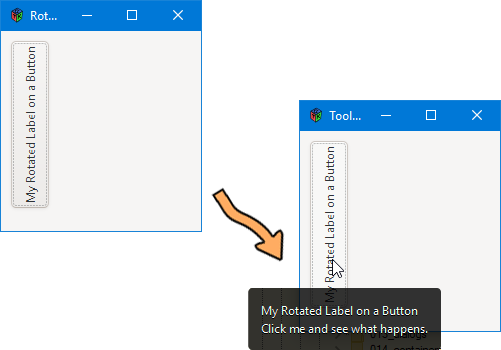 Rot...
My Rotated Label on a Button
Tool...
My Rotated Label on a Button
My Rotated Label on a Button
Click me and see what happens.